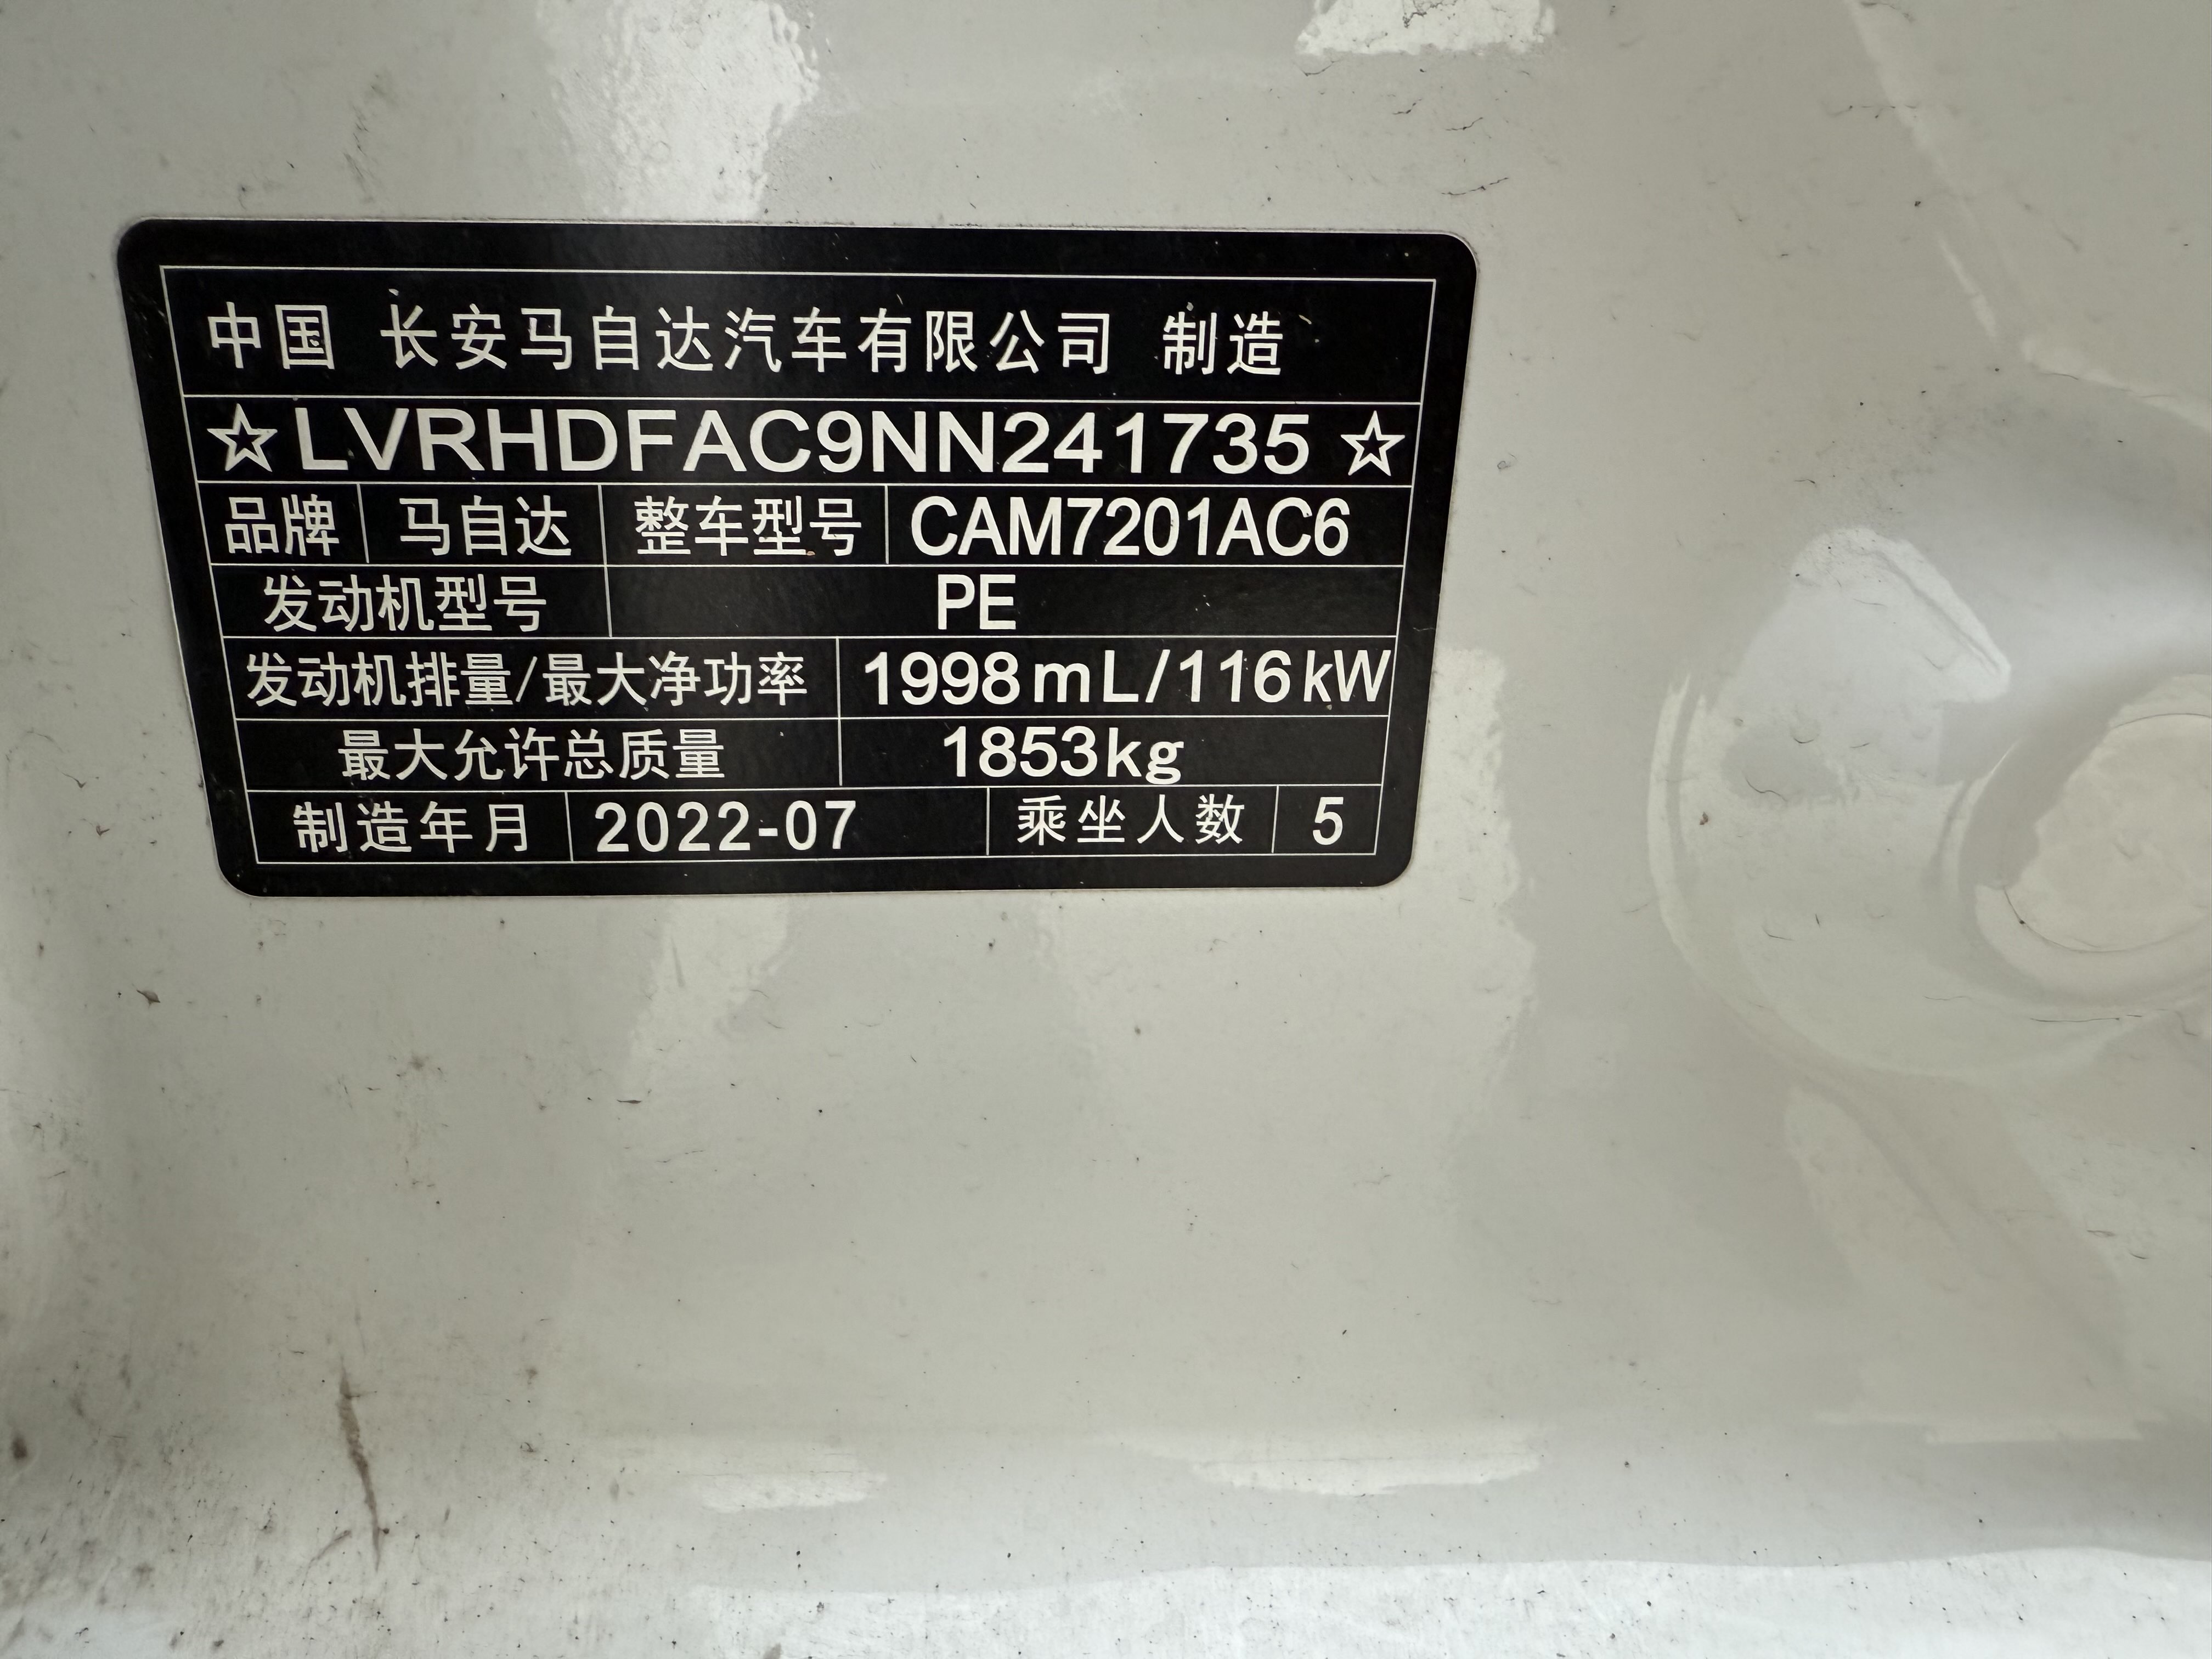 中国 长安马自达汽车有限公司 制造
☆LVRHDFAC9NN241735☆
品牌 马自达 整车型号 CAM7201AC6
发动机型号 PE
发动机排量/最大净功率 1998mL/116kW
最大允许总质量 1853kg
制造年月 2022-07 乘坐人数 5